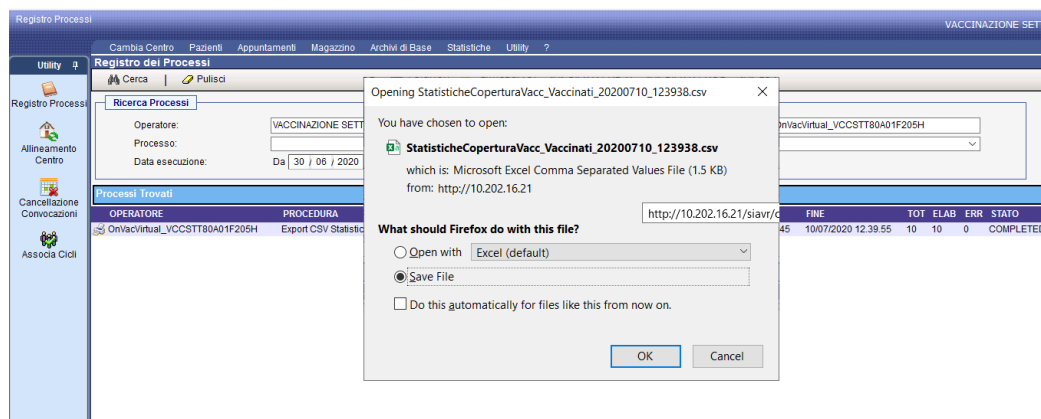 Registro Processi
VACCINAZIONE SETT
Cambia Centro Pazienti Appuntamenti Magazzino Archivi di Base Statistiche Utility ?
Utility
Registro dei Processi
Cerca | Pulisci
Registro Processi
Allineamento
Centro
Cancellazione
Convocazioni
Associa Cicli
Ricerca Processi
Operatore: VACCINAZIONE SETT OnVacVirtual_VCCSTT80A01F205H
Processo:
Data esecuzione: Da 30 / 06 / 2020
Processi Trovati
OPERATORE PROCEDURA FINE TOT ELAB ERR STATO
OnVacVirtual_VCCSTT80A01F205H Export CSV Statistic 45 10/07/2020 12.39.55 10 10 0 COMPLETED
Opening StatisticheCoperturaVacc_Vaccinati_20200710_123938.csv
You have chosen to open:
StatisticheCoperturaVacc_Vaccinati_20200710_123938.csv
which is: Microsoft Excel Comma Separated Values File (1.5 KB)
from: http://10.202.16.21
http://10.202.16.21/siavr/
What should Firefox do with this file?
Open with Excel (default)
Save File
Do this automatically for files like this from now on.
OK Cancel